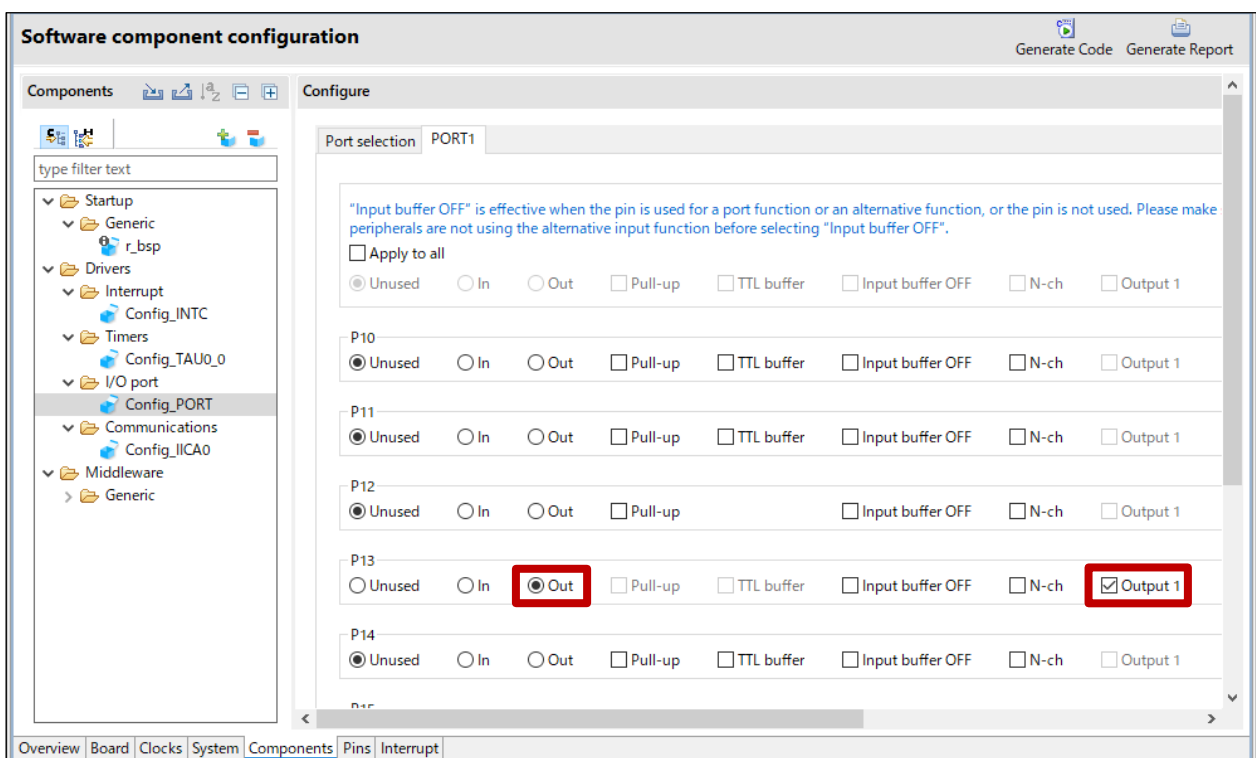 Software component configuration
Generate Code Generate Report
Components
Configure
type filter text
Startup
Generic
r_bsp
Drivers
Interrupt
Config_INTC
Timers
Config_TAU0_0
I/O port
Config_PORT
Communications
Config_IICA0
Middleware
Generic
Port selection PORT1
"Input buffer OFF" is effective when the pin is used for a port function or an alternative function, or the pin is not used. Please make
peripherals are not using the alternative input function before selecting "Input buffer OFF".
Apply to all
Unused In Out Pull-up TTL buffer Input buffer OFF N-ch Output 1
P10
Unused In Out Pull-up TTL buffer Input buffer OFF N-ch Output 1
P11
Unused In Out Pull-up TTL buffer Input buffer OFF N-ch Output 1
P12
Unused In Out Pull-up Input buffer OFF N-ch Output 1
P13
Unused In Out Pull-up TTL buffer Input buffer OFF N-ch Output 1
P14
Unused In Out Pull-up TTL buffer Input buffer OFF N-ch Output 1
Overview Board Clocks System Components Pins Interrupt